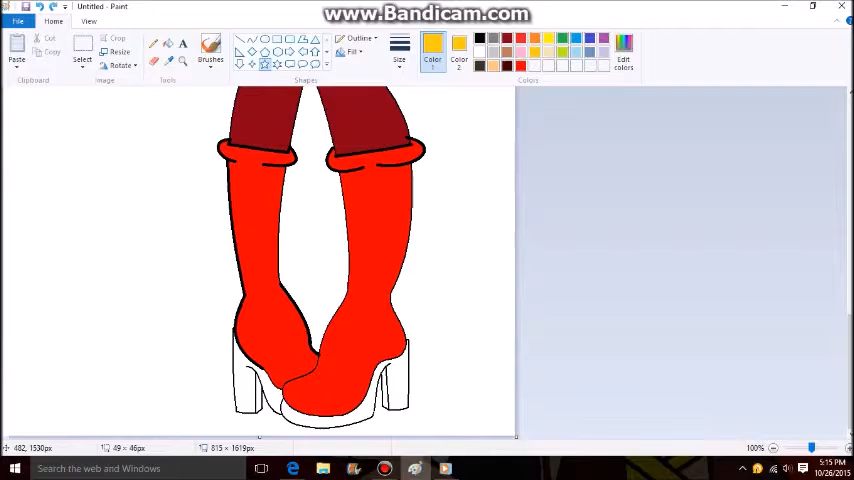 www.Bandicam.com
Untitled - Paint
File Home View
Paste
Cut
Copy
Clipboard
Select
Crop
Resize
Rotate
Image
A
Tools
Brushes
Shapes
Outline
Fill
Size
Color 1
Color 2
Edit colors
Colors
482, 1530px
49 × 46px
815 × 1619px
100%
Search the web and Windows
5:15 PM
10/26/2015